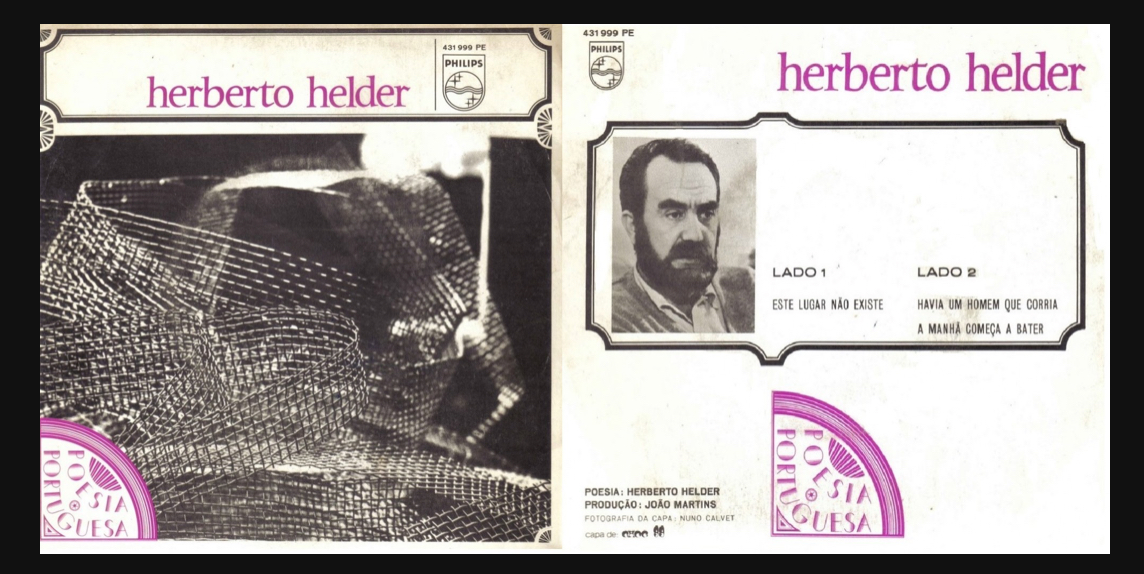 431 999 PE
PHILIPS
herberto helder
POESIA
PORTUGUESA
431 999 PE
PHILIPS
herberto helder
LADO 1
ESTE LUGAR NÃO EXISTE
LADO 2
HAVIA UM HOMEM QUE CORRIA
A MANHÃ COMEÇA A BATER
POESIA
PORTUGUESA
POESIA: HERBERTO HELDER
PRODUÇÃO: JOÃO MARTINS
FOTOGRAFIA DA CAPA: NUNO CALVET
capa de: